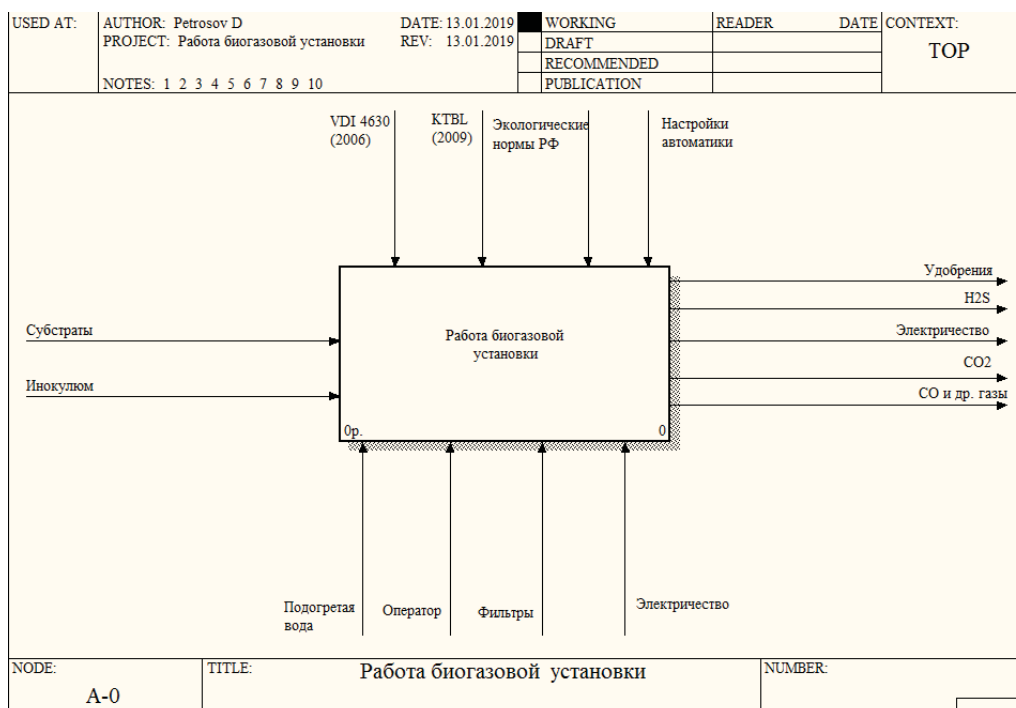 USED AT:
AUTHOR: Petrosov D
DATE: 13.01.2019
WORKING
READER
DATE
CONTEXT:
PROJECT: Работа биогазовой установки
REV: 13.01.2019
DRAFT
TOP
RECOMMENDED
NOTES: 1 2 3 4 5 6 7 8 9 10
PUBLICATION
VDI 4630
(2006)
KTBL
(2009)
Экологические
нормы РФ
Настройки
автоматики
Удобрения
H2S
Электричество
CO2
CO и др. газы
Субстраты
Инокулюм
Работа биогазовой
установки
0р.
0
Подогретая
вода
Оператор
Фильтры
Электричество
NODE:
A-0
TITLE:
Работа биогазовой установки
NUMBER: